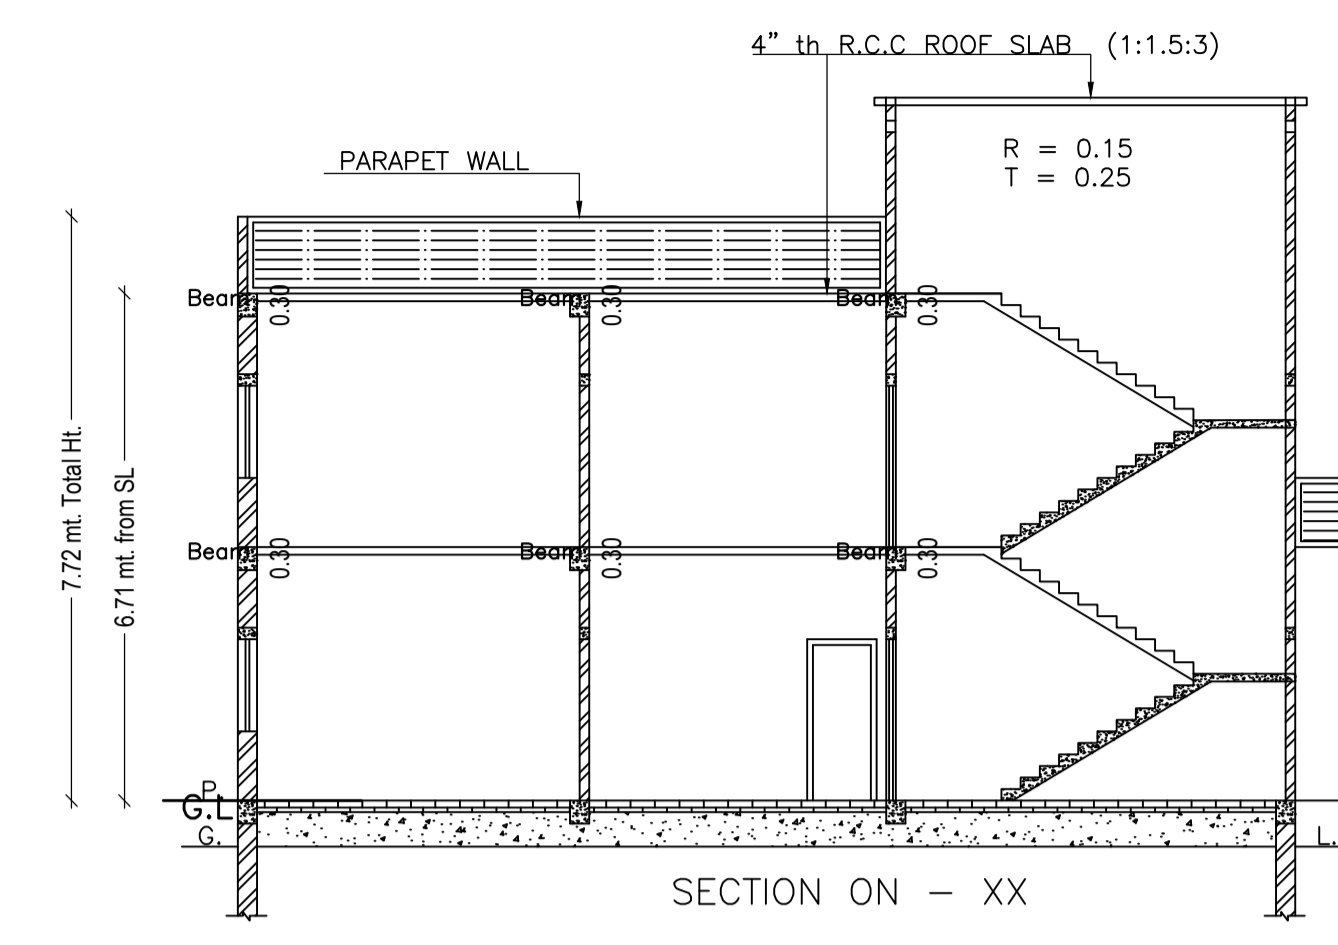 4” th R.C.C ROOF SLAB (1:1.5:3)
R = 0.15
T = 0.25
PARAPET WALL
Beam 0.30 Beam 0.30 Beam 0.30
7.72 mt. Total Ht.
6.71 mt. from SL
Beam 0.30 Beam 0.30 Beam 0.30
P.
G.L
G. L.
SECTION ON - XX